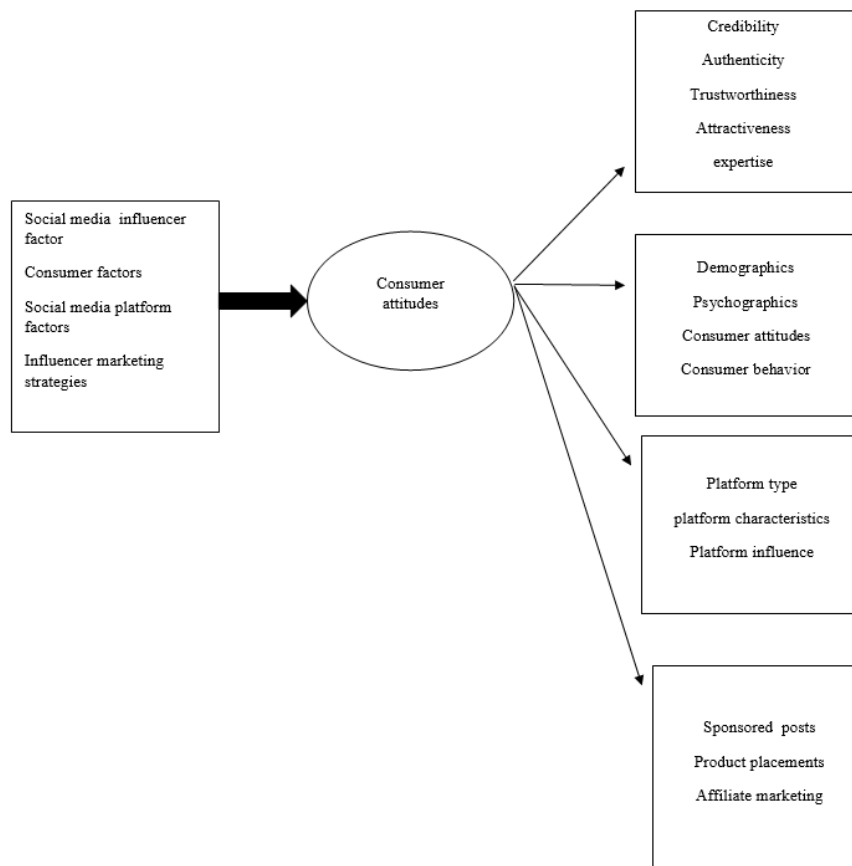 Social media influencer
factor
Consumer factors
Social media platform
factors
Influencer marketing
strategies
Consumer
attitudes
Credibility
Authenticity
Trustworthiness
Attractiveness
expertise
Demographics
Psychographics
Consumer attitudes
Consumer behavior
Platform type
platform characteristics
Platform influence
Sponsored posts
Product placements
Affiliate marketing